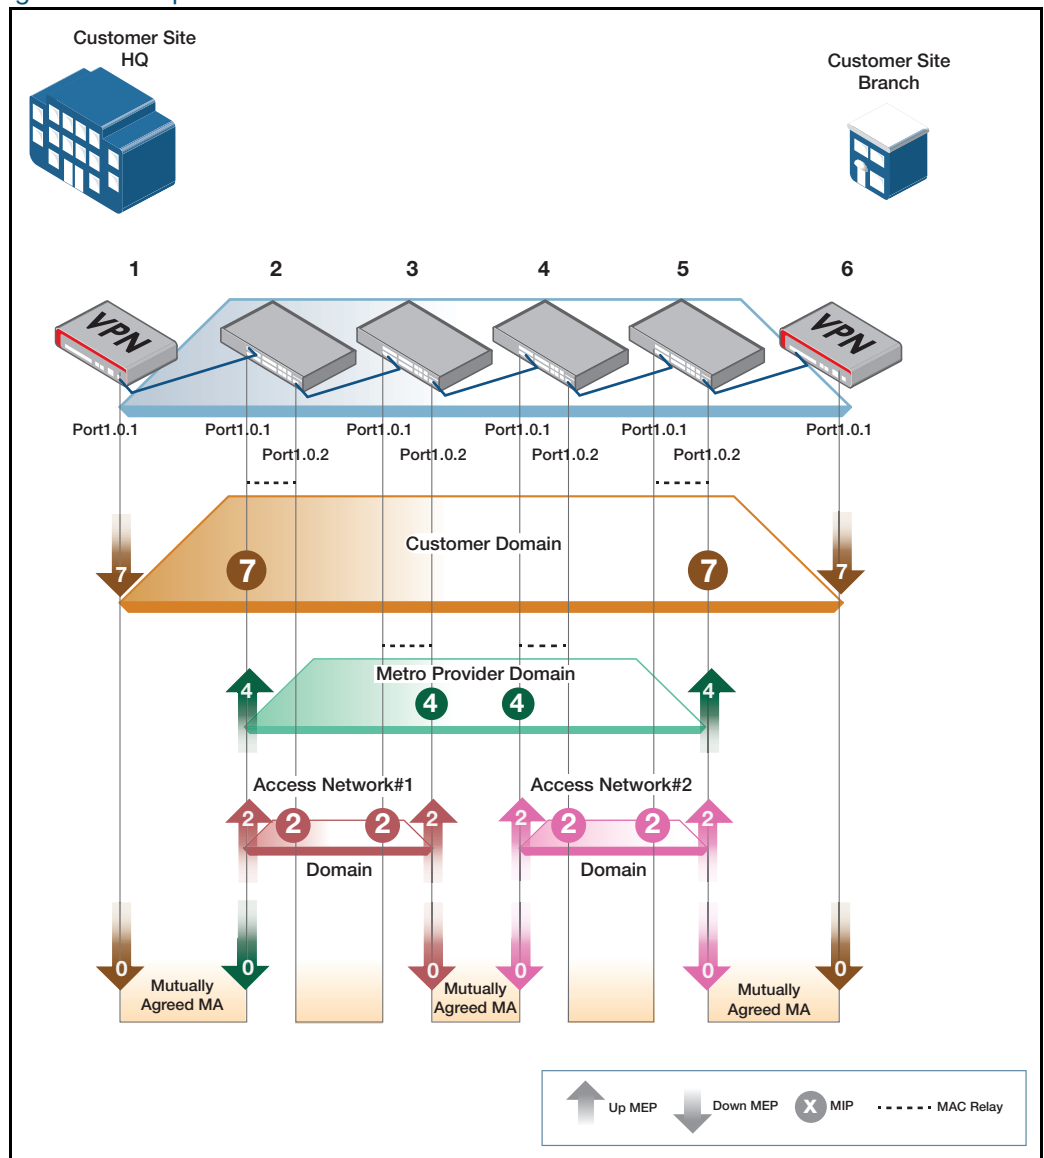 Customer Site
HQ
Customer Site
Branch
1 2 3 4 5 6
VPN VPN
Port1.0.1 Port1.0.1 Port1.0.1 Port1.0.1 Port1.0.1 Port1.0.1
Port1.0.2 Port1.0.2 Port1.0.2 Port1.0.2
Customer Domain
7 7 7 7
Metro Provider Domain
4 4 4 4
Access Network#1 Access Network#2
2 2 2 2 2 2 2 2
Domain Domain
0 0 0 0 0 0
Mutually
Agreed MA
Mutually
Agreed MA
Mutually
Agreed MA
Up MEP Down MEP X MIP MAC Relay